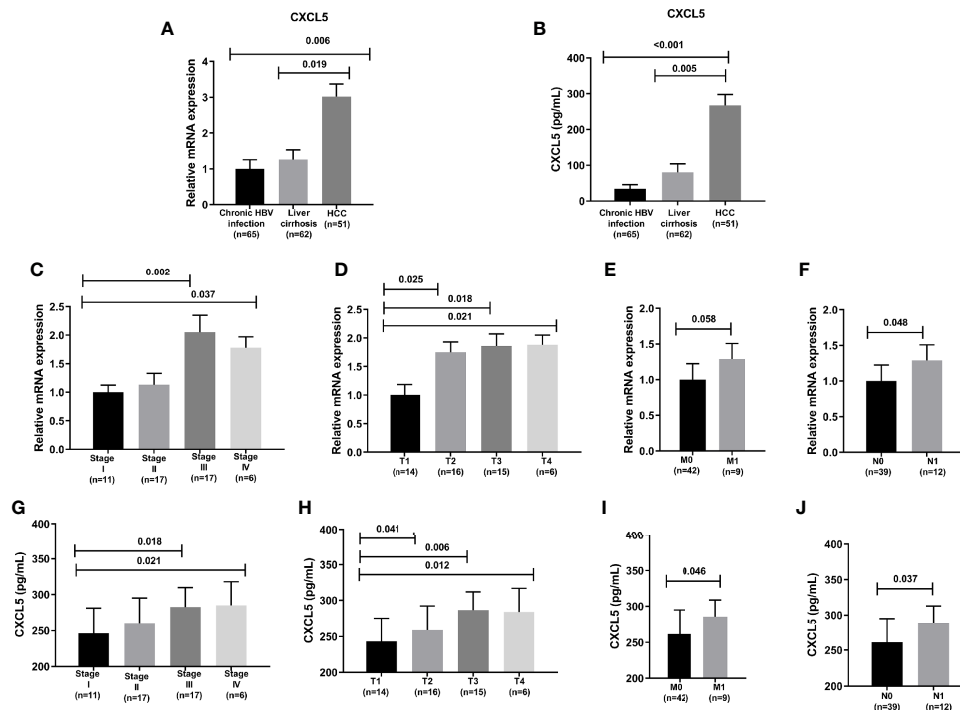 A
CXCL5
0.006
0.019
Relative mRNA expression
4
3
2
1
0
Chronic HBV infection (n=65)
Liver cirrhosis (n=62)
HCC (n=51)
B
CXCL5
<0.001
0.005
CXCL5 (pg/mL)
400
300
200
100
0
Chronic HBV infection (n=65)
Liver cirrhosis (n=62)
HCC (n=51)
C
0.002
0.037
Relative mRNA expression
2.5
2.0
1.5
1.0
0.5
0.0
Stage I (n=11)
Stage II (n=17)
Stage III (n=17)
Stage IV (n=6)
D
0.025
0.018
0.021
Relative mRNA expression
2.5
2.0
1.5
1.0
0.5
0.0
T1 (n=14)
T2 (n=16)
T3 (n=15)
T4 (n=6)
E
0.058
Relative mRNA expression
2.0
1.5
1.0
0.5
0.0
M0 (n=42)
M1 (n=9)
F
0.048
Relative mRNA expression
2.0
1.5
1.0
0.5
0.0
N0 (n=39)
N1 (n=12)
G
0.018
0.021
CXCL5 (pg/mL)
400
350
300
250
200
Stage I (n=11)
Stage II (n=17)
Stage III (n=17)
Stage IV (n=6)
H
0.041
0.006
0.012
CXCL5 (pg/mL)
400
350
300
250
200
T1 (n=14)
T2 (n=16)
T3 (n=15)
T4 (n=6)
I
0.046
CXCL5 (pg/mL)
400
350
300
250
200
M0 (n=42)
M1 (n=9)
J
0.037
CXCL5 (pg/mL)
400
350
300
250
200
N0 (n=39)
N1 (n=12)